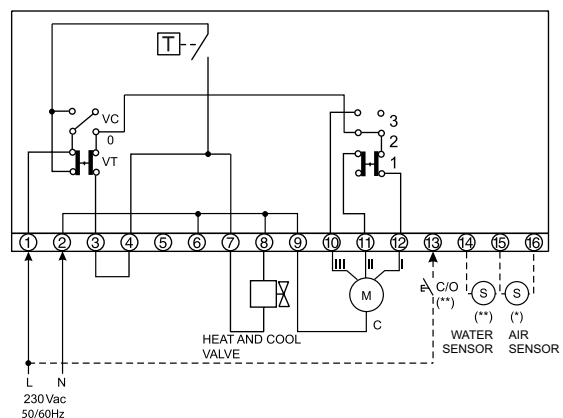 T
VC
0
VT
3
2
1
1 2 3 4 5 6 7 8 9 10 11 12 13 14 15 16
III II I
M
C
C/O
(**)
S
(**)
S
(*)
HEAT AND COOL
VALVE
WATER
SENSOR
AIR
SENSOR
L N
230 Vac
50/60Hz